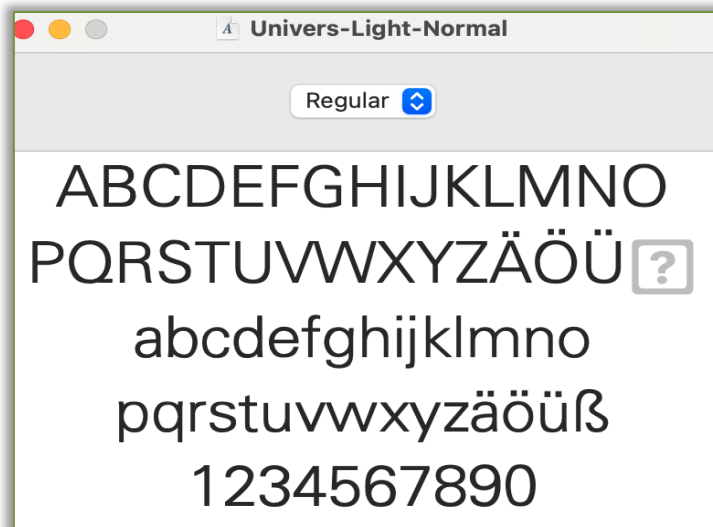 Univers-Light-Normal
Regular
ABCDEFGHIJKLMNO
PQRSTUVWXYZÄÖÜ
abcdefghijklmno
pqrstuvwxyzäöüß
1234567890